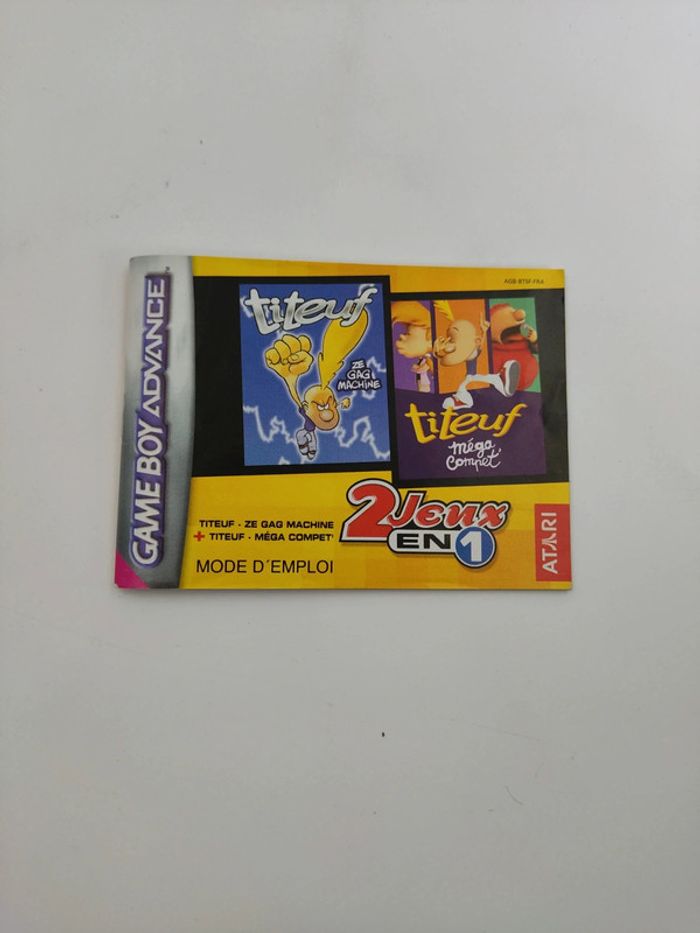 GAME BOY ADVANCE™
AGB-BTSF-FRA
titeuf
ZE
GAG
MACHINE
titeuf
méga
compet'
TITEUF - ZE GAG MACHINE
+ TITEUF - MÉGA COMPET'
2 Jeux
EN 1
MODE D'EMPLOI
ATARI